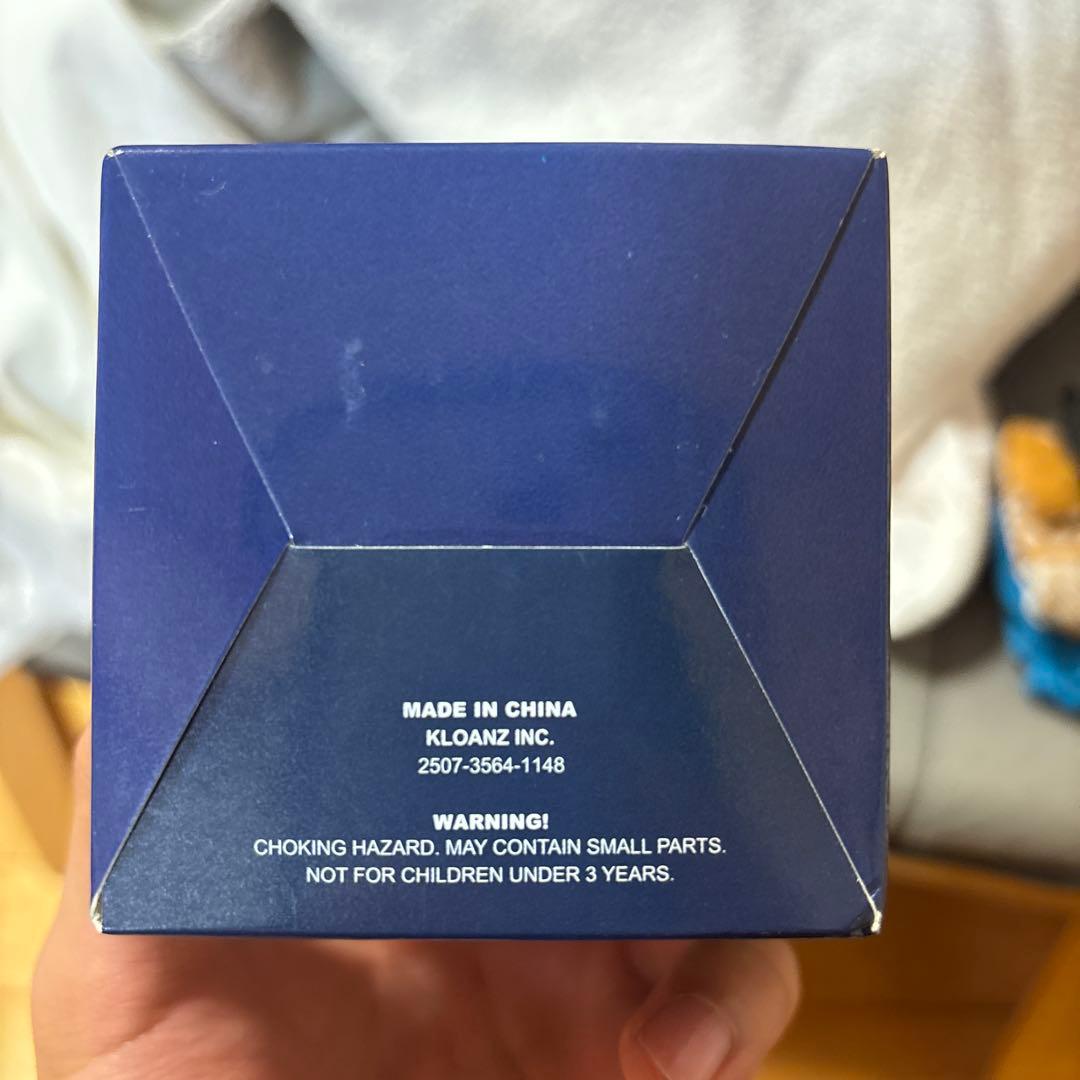 MADE IN CHINA
KLOANZ INC.
2507-3564-1148
WARNING!
CHOKING HAZARD. MAY CONTAIN SMALL PARTS.
NOT FOR CHILDREN UNDER 3 YEARS.